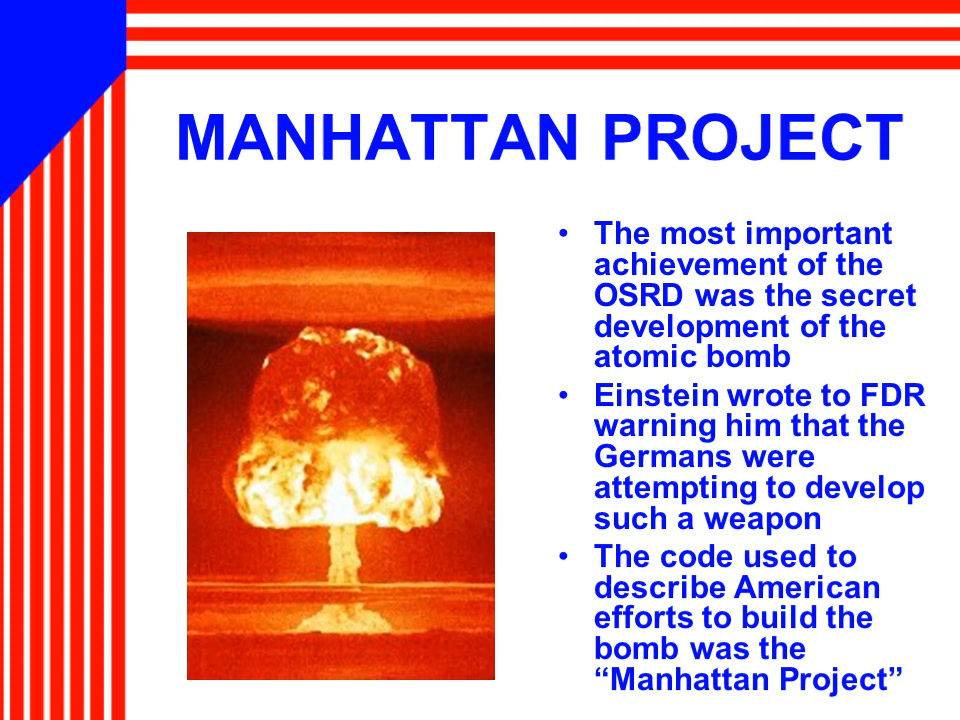 MANHATTAN PROJECT
• The most important
achievement of the
OSRD was the secret
development of the
atomic bomb
• Einstein wrote to FDR
warning him that the
Germans were
attempting to develop
such a weapon
• The code used to
describe American
efforts to build the
bomb was the
“Manhattan Project”